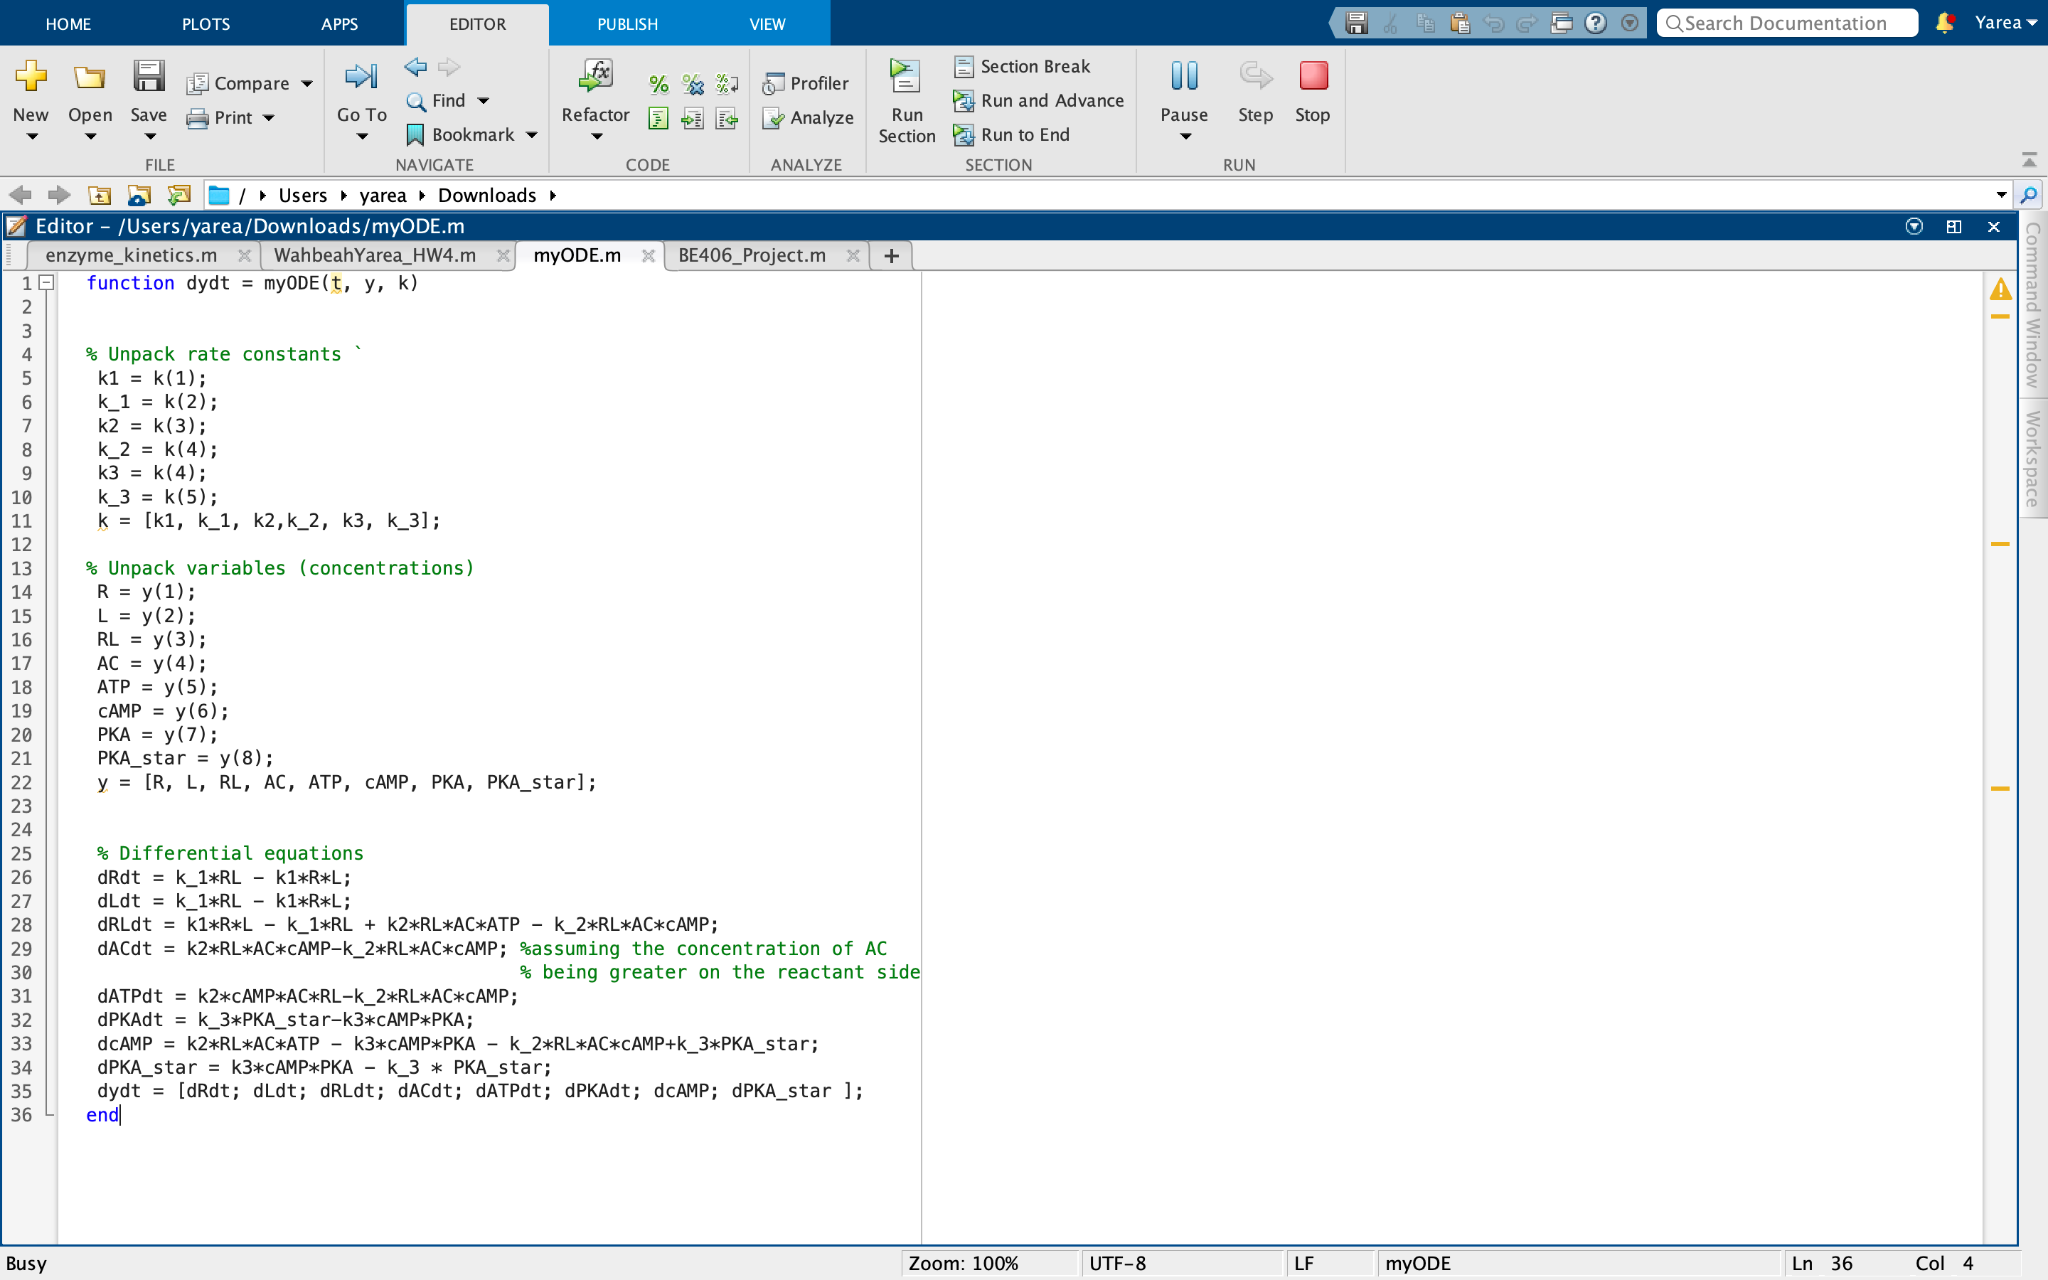 HOME PLOTS APPS EDITOR PUBLISH VIEW Search Documentation Yarea
New Open Save Compare Print Go To Find Bookmark Refactor Profiler Analyze Run Section Section Break Run and Advance Run to End Pause Step Stop
FILE NAVIGATE CODE ANALYZE SECTION RUN
/ Users yarea Downloads
Editor – /Users/yarea/Downloads/myODE.m
enzyme_kinetics.m WahbeahYarea_HW4.m myODE.m BE406_Project.m +
1 function dydt = myODE(t, y, k)
2
3
4 % Unpack rate constants `
5 k1 = k(1);
6 k_1 = k(2);
7 k2 = k(3);
8 k_2 = k(4);
9 k3 = k(4);
10 k_3 = k(5);
11 k = [k1, k_1, k2,k_2, k3, k_3];
12
13 % Unpack variables (concentrations)
14 R = y(1);
15 L = y(2);
16 RL = y(3);
17 AC = y(4);
18 ATP = y(5);
19 cAMP = y(6);
20 PKA = y(7);
21 PKA_star = y(8);
22 y = [R, L, RL, AC, ATP, cAMP, PKA, PKA_star];
23
24
25 % Differential equations
26 dRdt = k_1*RL - k1*R*L;
27 dLdt = k_1*RL - k1*R*L;
28 dRLdt = k1*R*L - k_1*RL + k2*RL*AC*ATP - k_2*RL*AC*cAMP;
29 dACdt = k2*RL*AC*cAMP-k_2*RL*AC*cAMP; %assuming the concentration of AC
30 % being greater on the reactant side
31 dATPdt = k2*cAMP*AC*RL-k_2*RL*AC*cAMP;
32 dPKAdt = k_3*PKA_star-k3*cAMP*PKA;
33 dcAMP = k2*RL*AC*ATP - k3*cAMP*PKA - k_2*RL*AC*cAMP+k_3*PKA_star;
34 dPKA_star = k3*cAMP*PKA - k_3 * PKA_star;
35 dydt = [dRdt; dLdt; dRLdt; dACdt; dATPdt; dPKAdt; dcAMP; dPKA_star ];
36 end
Command Window
Workspace
Busy Zoom: 100% UTF-8 LF myODE Ln 36 Col 4